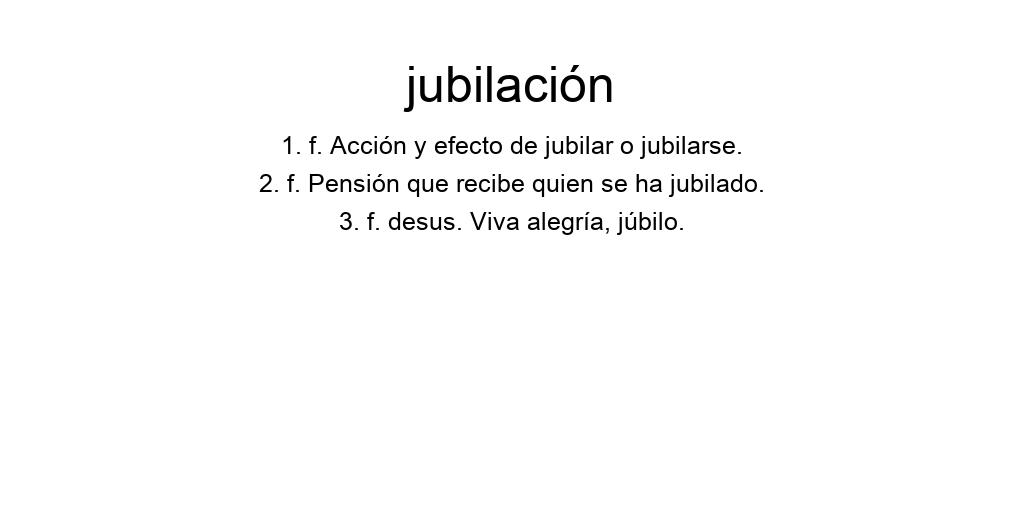 jubilación
1. f. Acción y efecto de jubilar o jubilarse.
2. f. Pensión que recibe quien se ha jubilado.
3. f. desus. Viva alegría, júbilo.